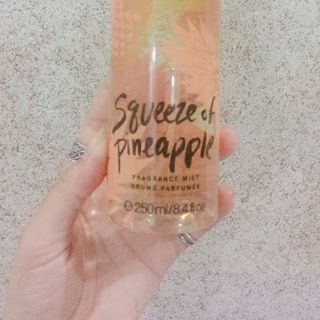 Squeeze of
pineapple
FRAGRANCE MIST
BRUME PARFUMÉE
℮ 250ml/8.4 fl oz